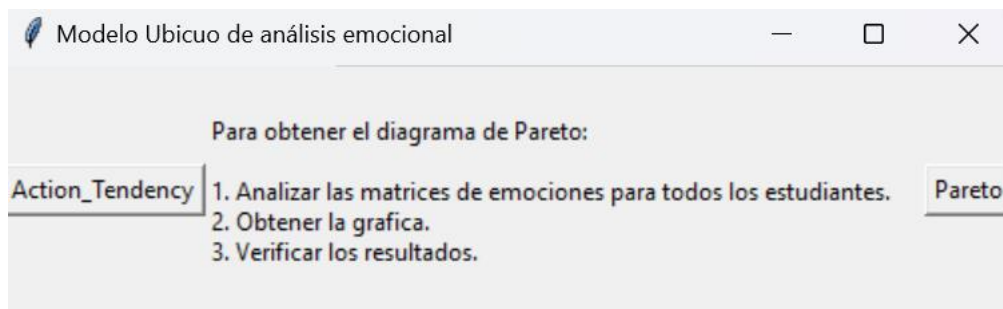 Modelo Ubicuo de análisis emocional
Para obtener el diagrama de Pareto:
Action_Tendency
1. Analizar las matrices de emociones para todos los estudiantes.
Pareto
2. Obtener la grafica.
3. Verificar los resultados.